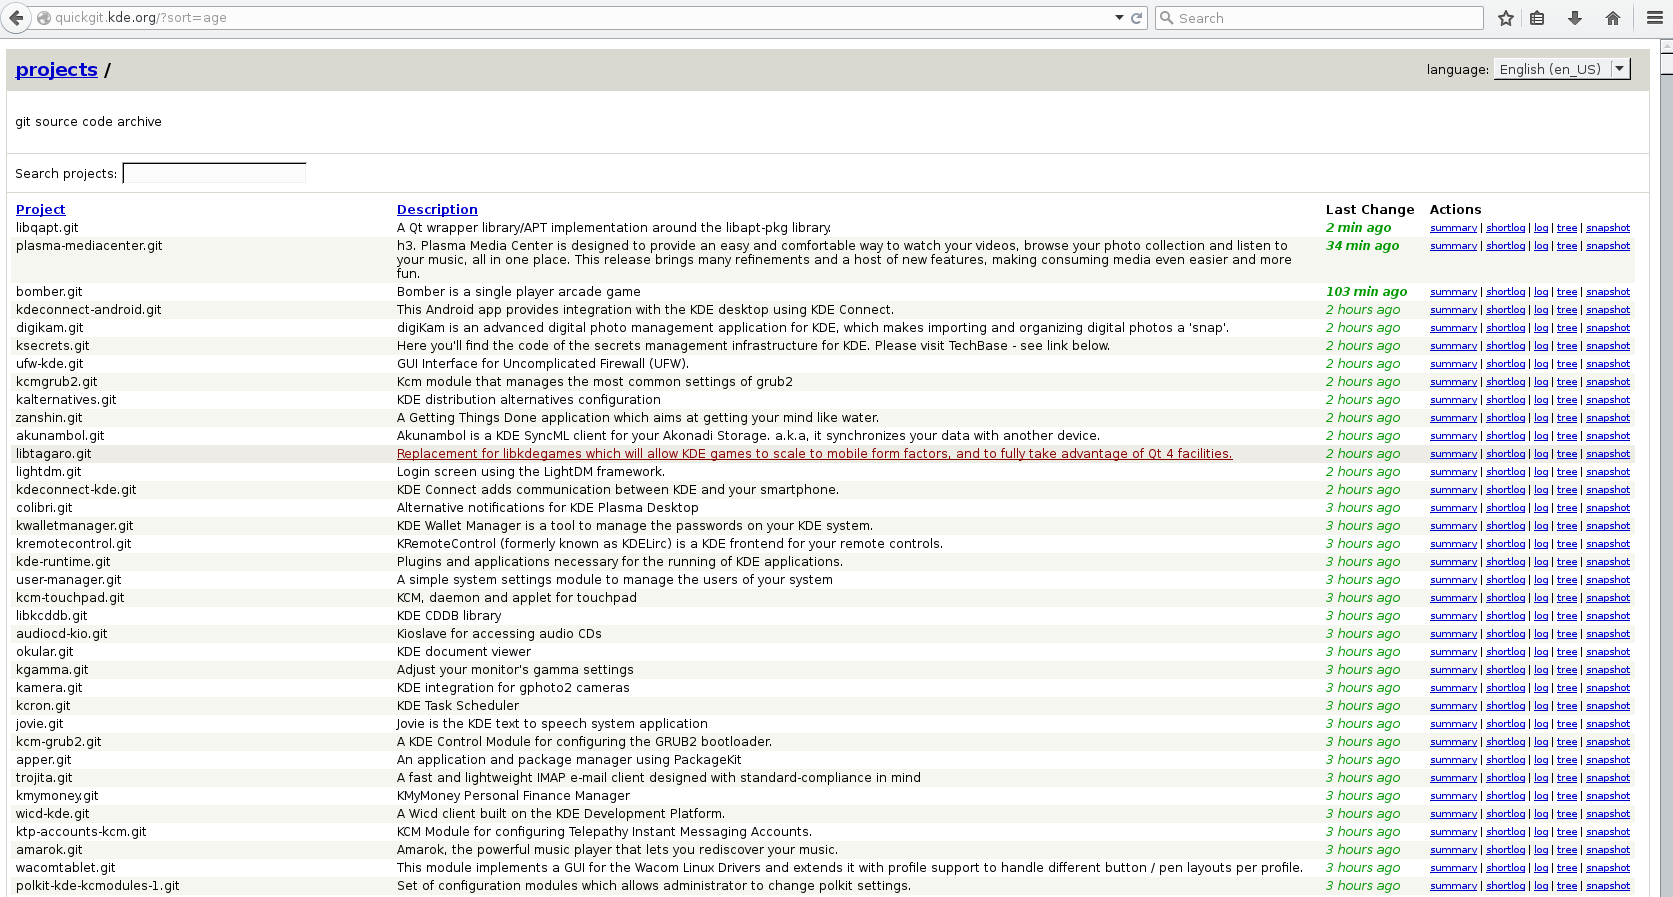 quickgit.kde.org/?sort=age
Search
projects /
language: English (en_US)
git source code archive
Search projects:
Project Description Last Change Actions
libqapt.git A Qt wrapper library/APT implementation around the libapt-pkg library. 2 min ago summary | shortlog | log | tree | snapshot
plasma-mediacenter.git h3. Plasma Media Center is designed to provide an easy and comfortable way to watch your videos, browse your photo collection and listen to 34 min ago summary | shortlog | log | tree | snapshot
your music, all in one place. This release brings many refinements and a host of new features, making consuming media even easier and more
fun.
bomber.git Bomber is a single player arcade game 103 min ago summary | shortlog | log | tree | snapshot
kdeconnect-android.git This Android app provides integration with the KDE desktop using KDE Connect. 2 hours ago summary | shortlog | log | tree | snapshot
digikam.git digiKam is an advanced digital photo management application for KDE, which makes importing and organizing digital photos a 'snap'. 2 hours ago summary | shortlog | log | tree | snapshot
ksecrets.git Here you'll find the code of the secrets management infrastructure for KDE. Please visit TechBase - see link below. 2 hours ago summary | shortlog | log | tree | snapshot
ufw-kde.git GUI Interface for Uncomplicated Firewall (UFW). 2 hours ago summary | shortlog | log | tree | snapshot
kcmgrub2.git Kcm module that manages the most common settings of grub2 2 hours ago summary | shortlog | log | tree | snapshot
kalternatives.git KDE distribution alternatives configuration 2 hours ago summary | shortlog | log | tree | snapshot
zanshin.git A Getting Things Done application which aims at getting your mind like water. 2 hours ago summary | shortlog | log | tree | snapshot
akunambol.git Akunambol is a KDE SyncML client for your Akonadi Storage. a.k.a, it synchronizes your data with another device. 2 hours ago summary | shortlog | log | tree | snapshot
libtagaro.git Replacement for libkdegames which will allow KDE games to scale to mobile form factors, and to fully take advantage of Qt 4 facilities. 2 hours ago summary | shortlog | log | tree | snapshot
lightdm.git Login screen using the LightDM framework. 2 hours ago summary | shortlog | log | tree | snapshot
kdeconnect-kde.git KDE Connect adds communication between KDE and your smartphone. 2 hours ago summary | shortlog | log | tree | snapshot
colibri.git Alternative notifications for KDE Plasma Desktop 3 hours ago summary | shortlog | log | tree | snapshot
kwalletmanager.git KDE Wallet Manager is a tool to manage the passwords on your KDE system. 3 hours ago summary | shortlog | log | tree | snapshot
kremotecontrol.git KRemoteControl (formerly known as KDELirc) is a KDE frontend for your remote controls. 3 hours ago summary | shortlog | log | tree | snapshot
kde-runtime.git Plugins and applications necessary for the running of KDE applications. 3 hours ago summary | shortlog | log | tree | snapshot
user-manager.git A simple system settings module to manage the users of your system 3 hours ago summary | shortlog | log | tree | snapshot
kcm-touchpad.git KCM, daemon and applet for touchpad 3 hours ago summary | shortlog | log | tree | snapshot
libkcddb.git KDE CDDB library 3 hours ago summary | shortlog | log | tree | snapshot
audiocd-kio.git Kioslave for accessing audio CDs 3 hours ago summary | shortlog | log | tree | snapshot
okular.git KDE document viewer 3 hours ago summary | shortlog | log | tree | snapshot
kgamma.git Adjust your monitor's gamma settings 3 hours ago summary | shortlog | log | tree | snapshot
kamera.git KDE integration for gphoto2 cameras 3 hours ago summary | shortlog | log | tree | snapshot
kcron.git KDE Task Scheduler 3 hours ago summary | shortlog | log | tree | snapshot
jovie.git Jovie is the KDE text to speech system application 3 hours ago summary | shortlog | log | tree | snapshot
kcm-grub2.git A KDE Control Module for configuring the GRUB2 bootloader. 3 hours ago summary | shortlog | log | tree | snapshot
apper.git An application and package manager using PackageKit 3 hours ago summary | shortlog | log | tree | snapshot
trojita.git A fast and lightweight IMAP e-mail client designed with standard-compliance in mind 3 hours ago summary | shortlog | log | tree | snapshot
kmymoney.git KMyMoney Personal Finance Manager 3 hours ago summary | shortlog | log | tree | snapshot
wicd-kde.git A Wicd client built on the KDE Development Platform. 3 hours ago summary | shortlog | log | tree | snapshot
ktp-accounts-kcm.git KCM Module for configuring Telepathy Instant Messaging Accounts. 3 hours ago summary | shortlog | log | tree | snapshot
amarok.git Amarok, the powerful music player that lets you rediscover your music. 3 hours ago summary | shortlog | log | tree | snapshot
wacomtablet.git This module implements a GUI for the Wacom Linux Drivers and extends it with profile support to handle different button / pen layouts per profile. 3 hours ago summary | shortlog | log | tree | snapshot
polkit-kde-kcmodules-1.git Set of configuration modules which allows administrator to change polkit settings. 3 hours ago summary | shortlog | log | tree | snapshot